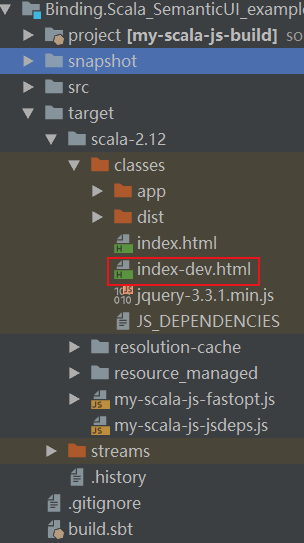 Binding.Scala_SemanticUI_example
project [my-scala-js-build]
snapshot
src
target
scala-2.12
classes
app
dist
index.html
index-dev.html
jquery-3.3.1.min.js
JS_DEPENDENCIES
resolution-cache
resource_managed
my-scala-js-fastopt.js
my-scala-js-jsdeps.js
streams
.history
.gitignore
build.sbt